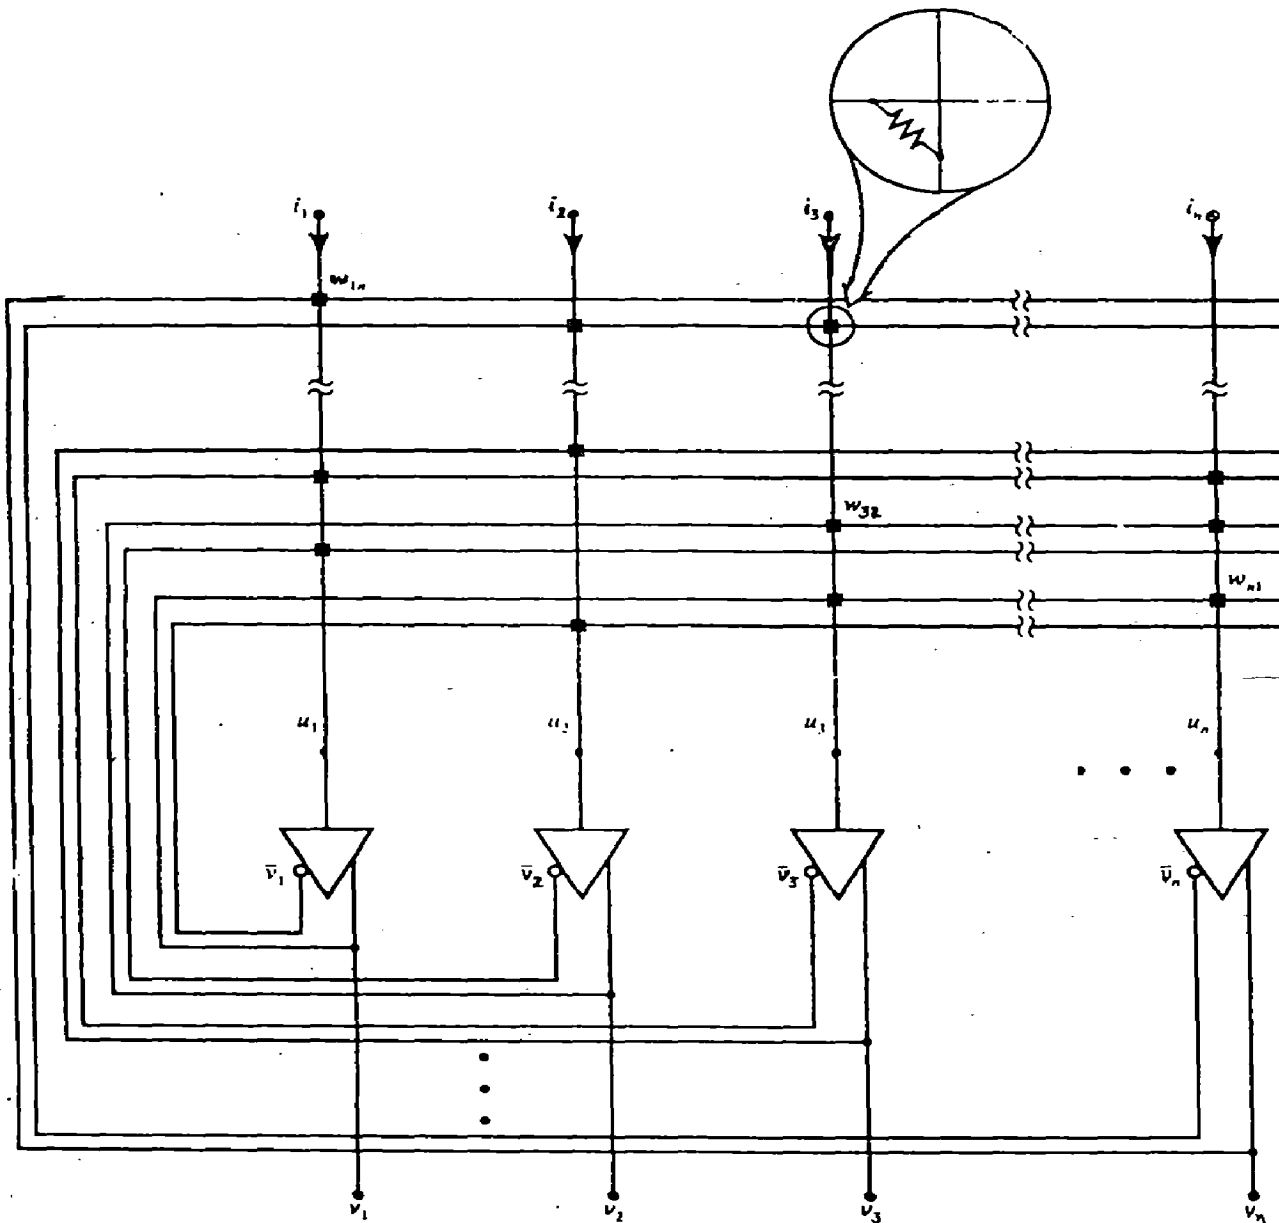 i₁ i₂ i₃ iₙ
w₁ₙ
w₃₂
wₙ₁
u₁ u₂ u₃ uₙ
v̄₁ v̄₂ v̄₃ v̄ₙ
v₁ v₂ v₃ vₙ